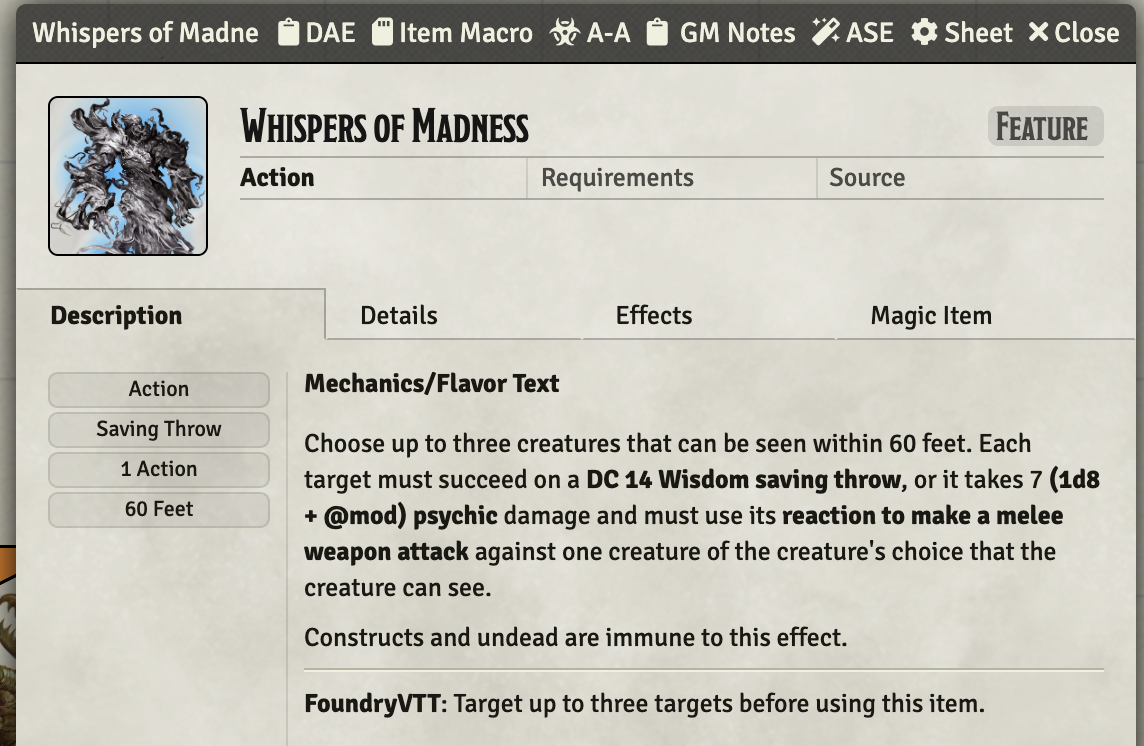 Whispers of Madne DAE Item Macro A-A GM Notes ASE Sheet Close
Whispers of Madness
Feature
Action Requirements Source
Description Details Effects Magic Item
Action
Saving Throw
1 Action
60 Feet
Mechanics/Flavor Text
Choose up to three creatures that can be seen within 60 feet. Each
target must succeed on a DC 14 Wisdom saving throw, or it takes 7 (1d8
+ @mod) psychic damage and must use its reaction to make a melee
weapon attack against one creature of the creature's choice that the
creature can see.
Constructs and undead are immune to this effect.
FoundryVTT: Target up to three targets before using this item.